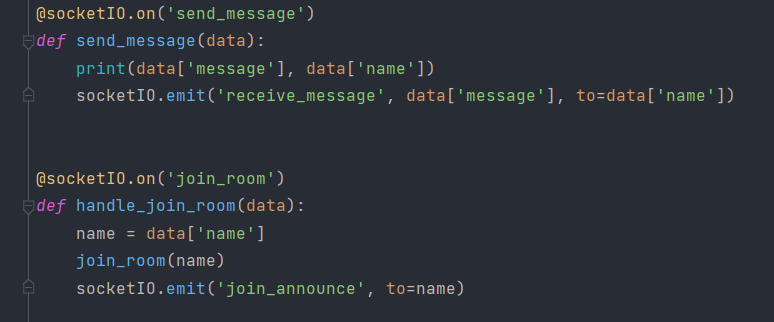 @socketIO.on('send_message')
def send_message(data):
    print(data['message'], data['name'])
    socketIO.emit('receive_message', data['message'], to=data['name'])
@socketIO.on('join_room')
def handle_join_room(data):
    name = data['name']
    join_room(name)
    socketIO.emit('join_announce', to=name)